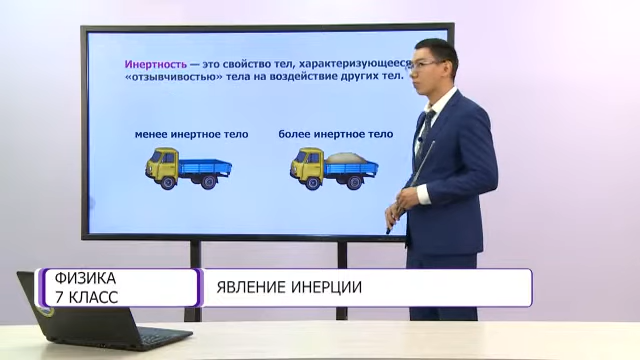 Инертность — это свойство тел, характеризующееся
«отзывчивостью» тела на воздействие других тел.
менее инертное тело
более инертное тело
ФИЗИКА
7 КЛАСС
ЯВЛЕНИЕ ИНЕРЦИИ